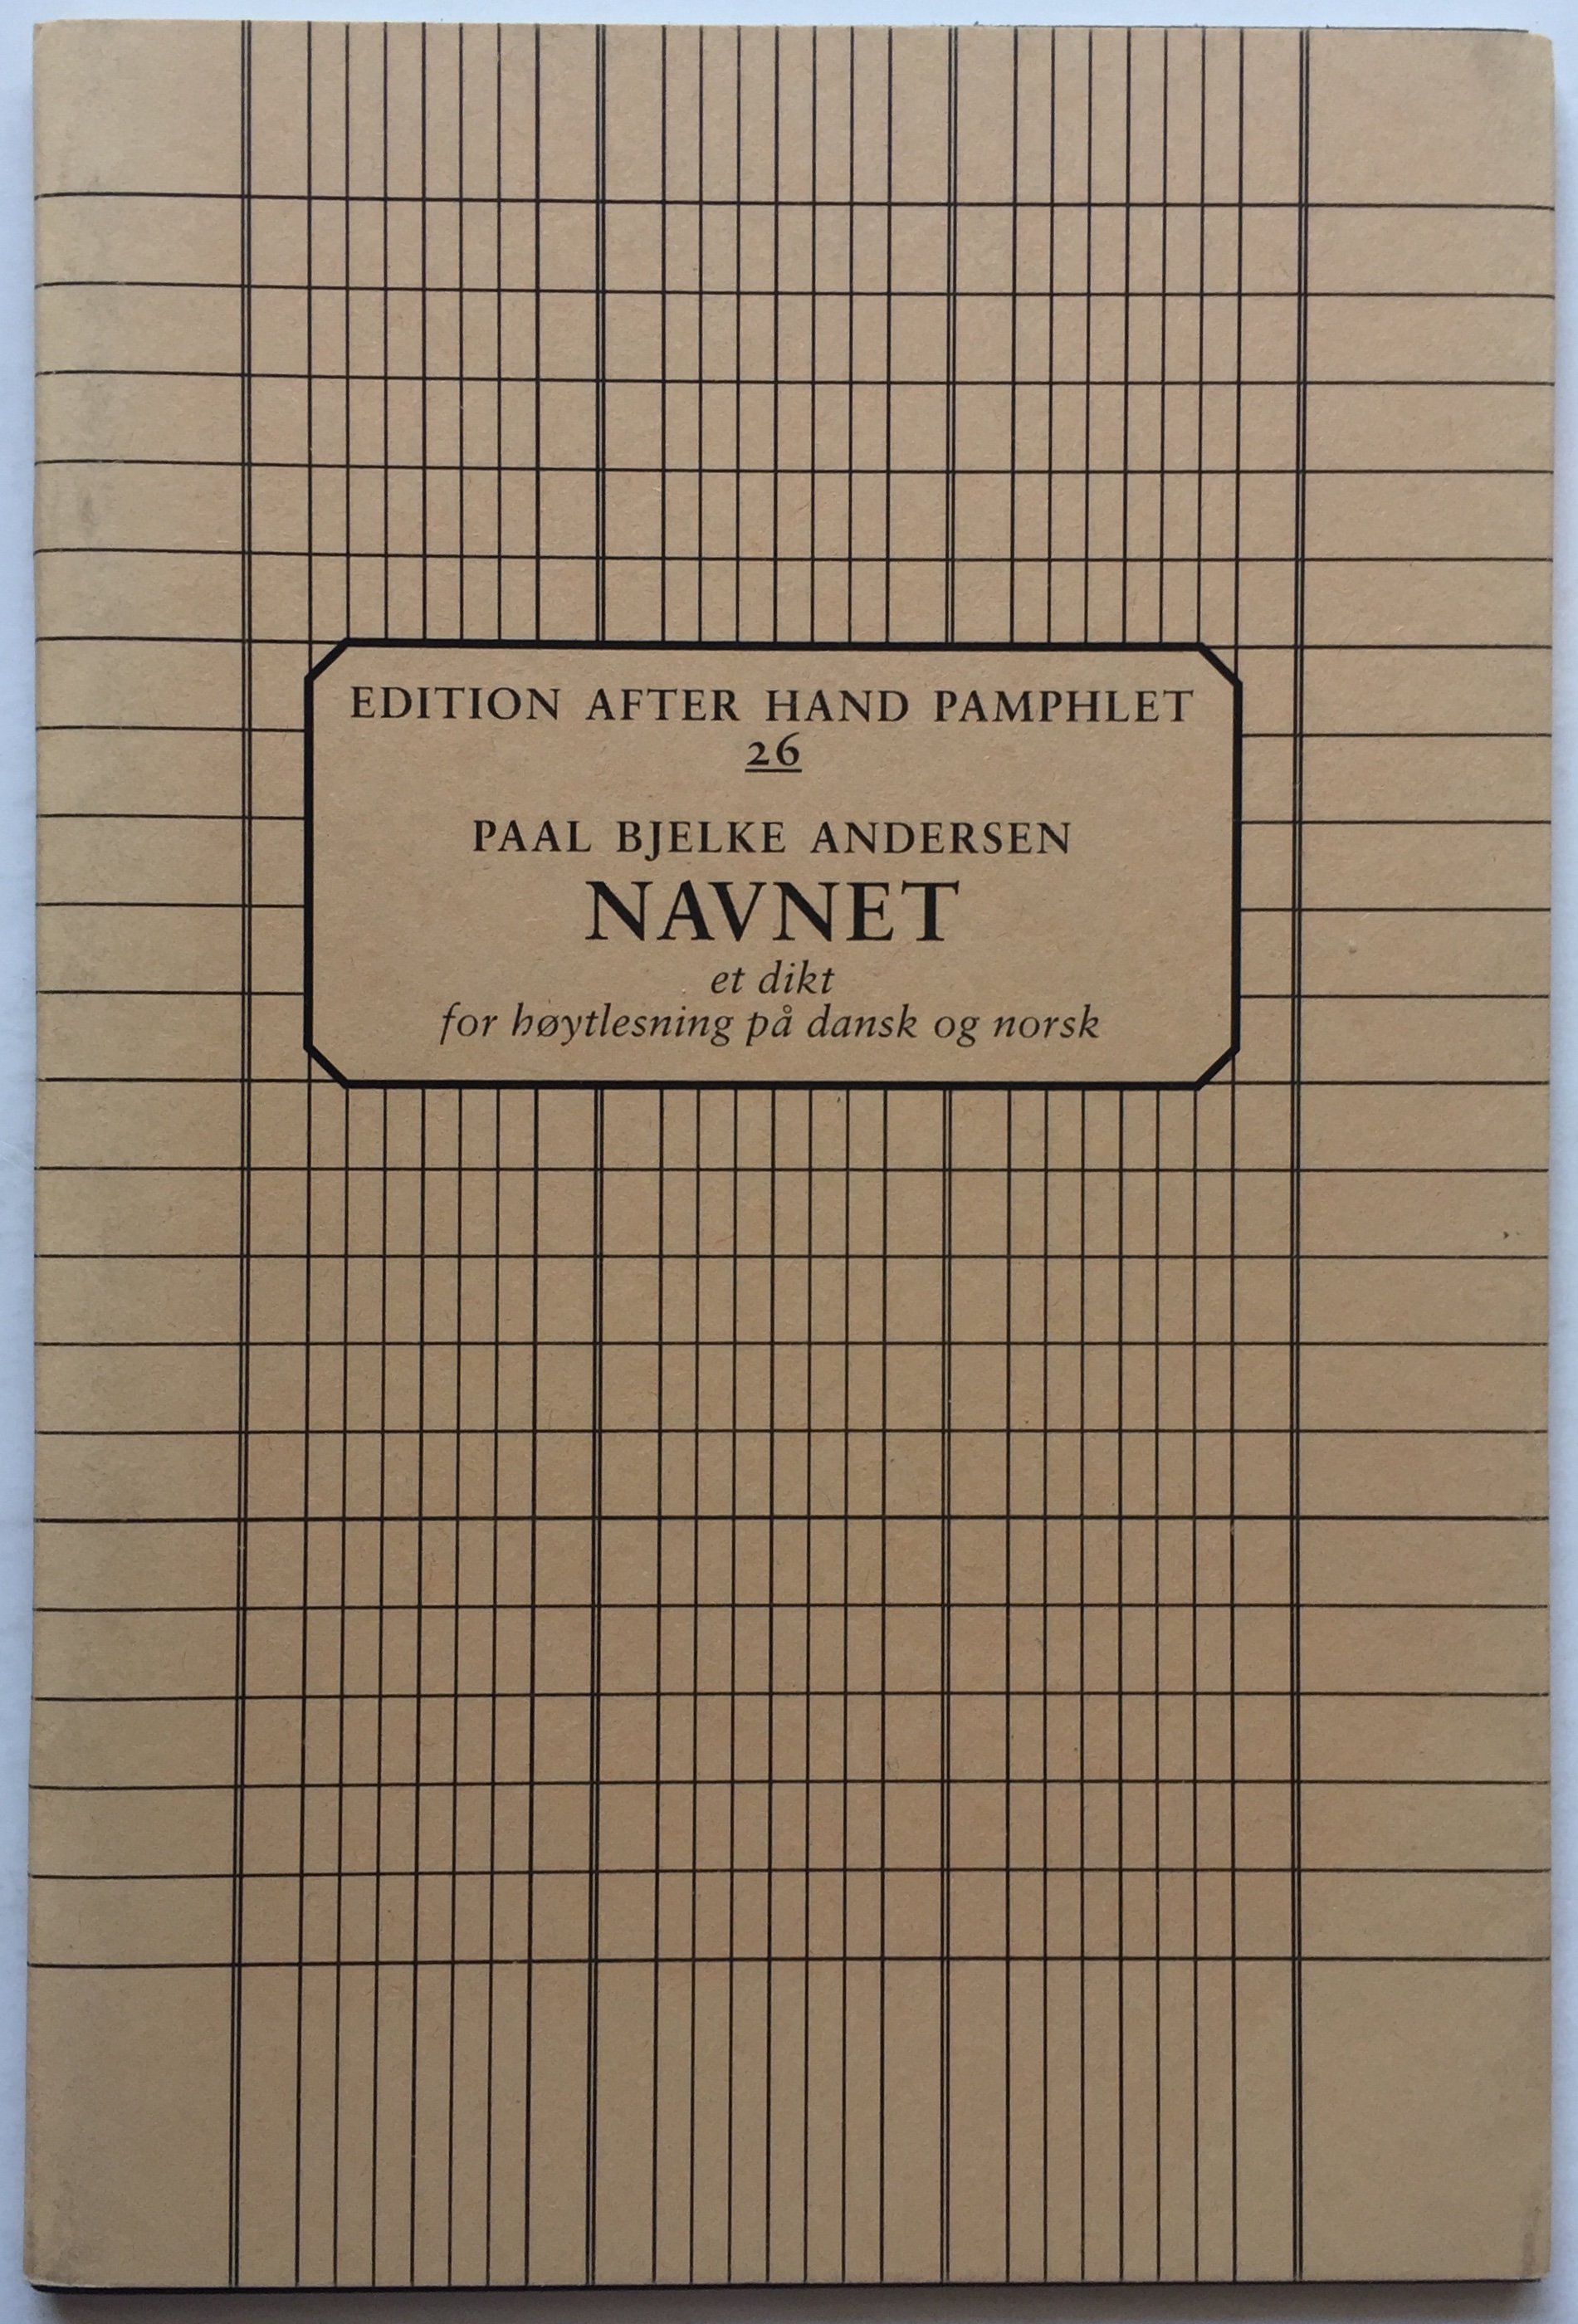 EDITION AFTER HAND PAMPHLET
26
PAAL BJELKE ANDERSEN
NAVNET
et dikt
for høytlesning på dansk og norsk